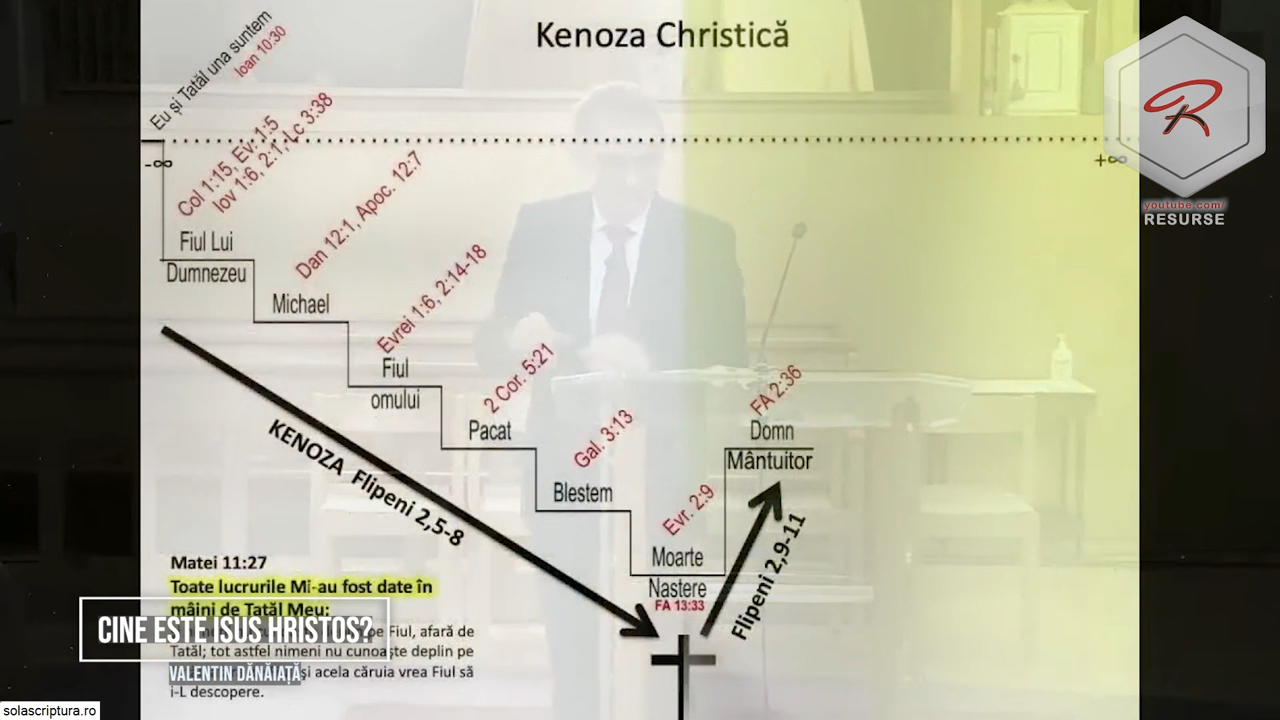 Kenoza Christică
Eu și Tatăl una suntem
Ioan 10:30
Col 1:15, Ev. 1:5
Iov 1:6, 2:1, Lc 3:38
Dan 12:1, Apoc. 12:7
-∞
+∞
youtube.com/
RESURSE
Fiul Lui
Dumnezeu
Michael
Evrei 1:6, 2:14-18
Fiul
omului
2 Cor. 5:21
Pacat
Gal. 3:13
Blestem
Evr. 2:9
Moarte
Nastere
FA 13:33
FA 2:36
Domn
Mântuitor
KENOZA Flipeni 2,5-8
Flipeni 2,9-11
Matei 11:27
Toate lucrurile Mi-au fost date în
mâini de Tatăl Meu:
CINE ESTE ISUS HRISTOS?
pe Fiul, afară de
Tatăl; tot astfel nimeni nu cunoaște deplin pe
VALENTIN DĂNĂIAȚĂ
și acela căruia vrea Fiul să
i-L descopere.
solascriptura.ro